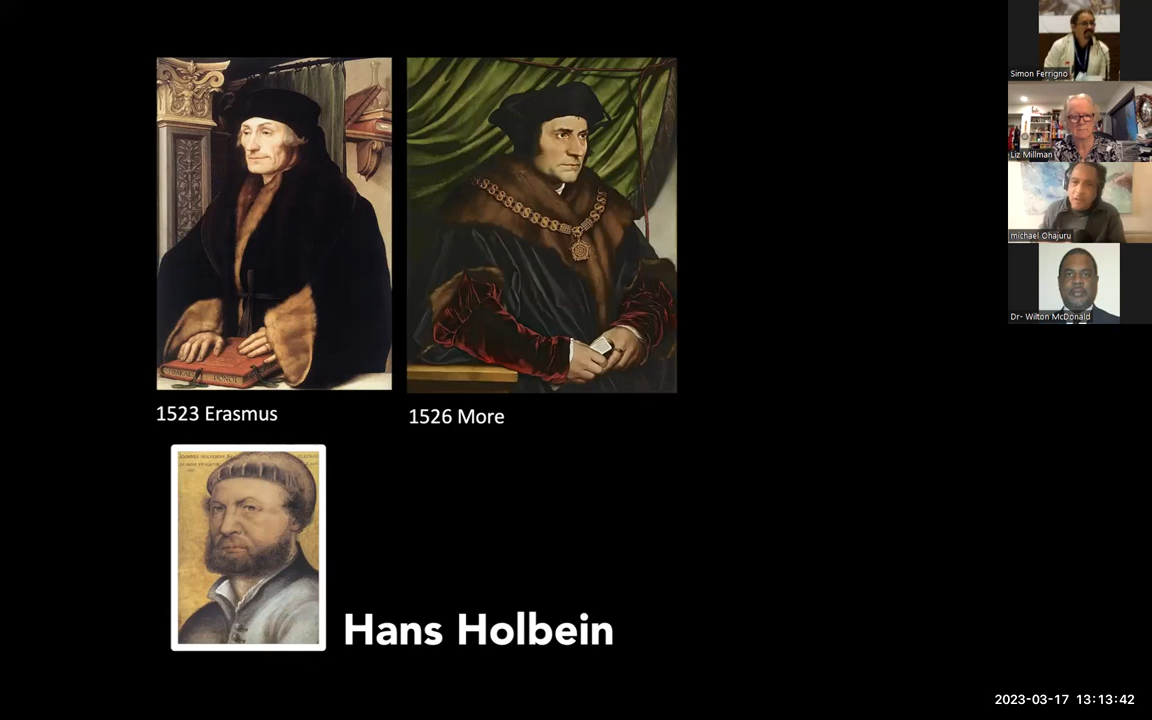 Simon Ferrigno
Liz Millman
michael Ohajuru
Dr- Wilton McDonald
1523 Erasmus
1526 More
Hans Holbein
2023-03-17 13:13:42